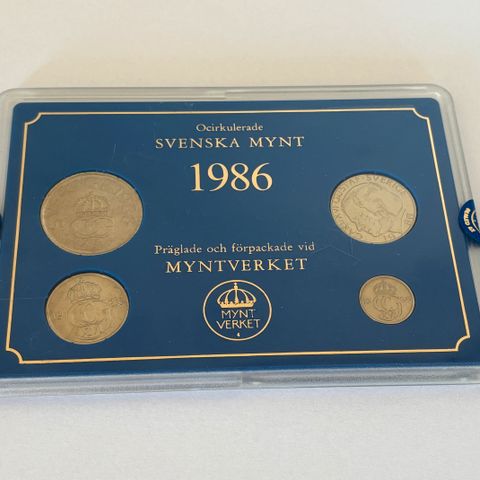 Ocirkulerade
SVENSKA MYNT
1986
Präglade och förpackade vid
MYNTVERKET
MYNT
VERKET